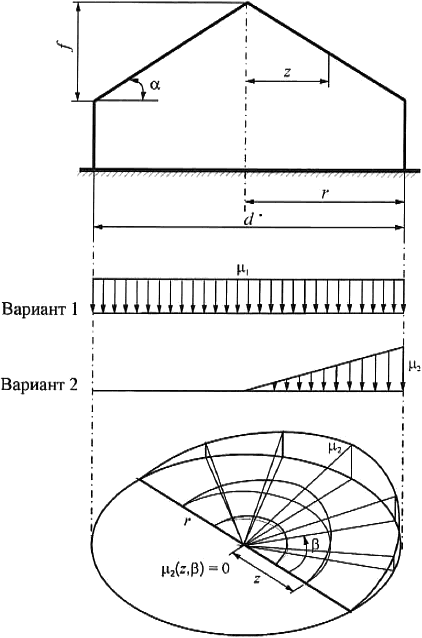 f
α
z
r
d
μ₁
Вариант 1
Вариант 2
μ₂
μ₂
r
β
μ₂(z,β) = 0
z